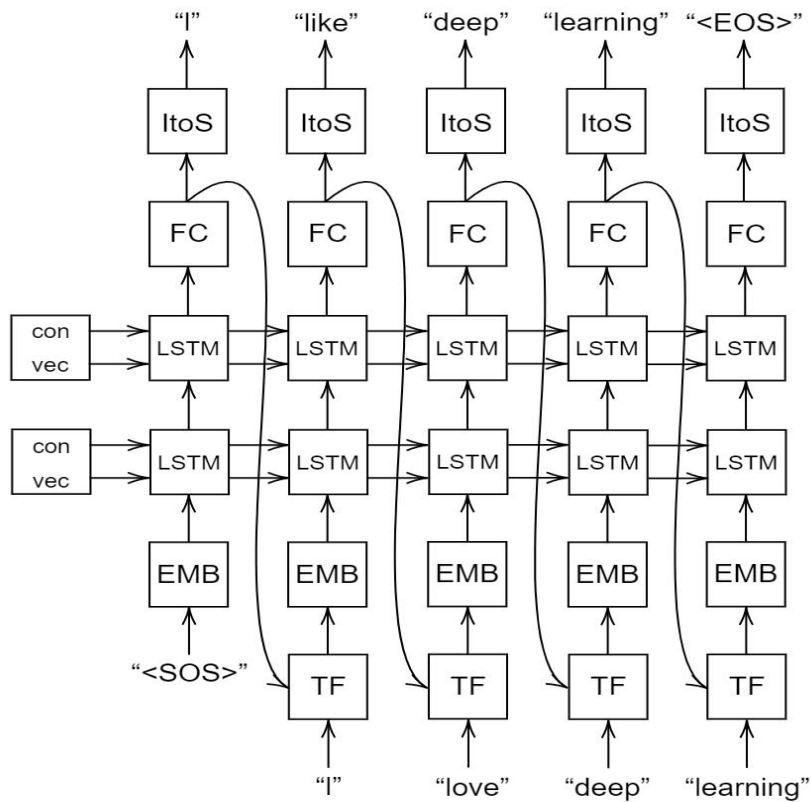 “I” “like” “deep” “learning” “<EOS>”
ItoS ItoS ItoS ItoS ItoS
FC FC FC FC FC
con
vec
LSTM LSTM LSTM LSTM LSTM
con
vec
LSTM LSTM LSTM LSTM LSTM
EMB EMB EMB EMB EMB
“<SOS>”
TF TF TF TF
“I” “love” “deep” “learning”